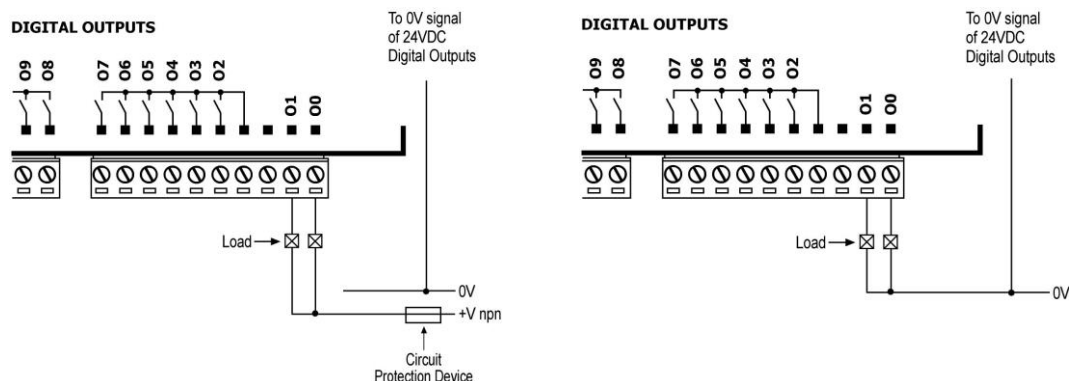 DIGITAL OUTPUTS
To 0V signal
of 24VDC
Digital Outputs
O9
O8
O7
O6
O5
O4
O3
O2
O1
O0
Load
0V
+V npn
Circuit
Protection Device
DIGITAL OUTPUTS
To 0V signal
of 24VDC
Digital Outputs
O9
O8
O7
O6
O5
O4
O3
O2
O1
O0
Load
0V